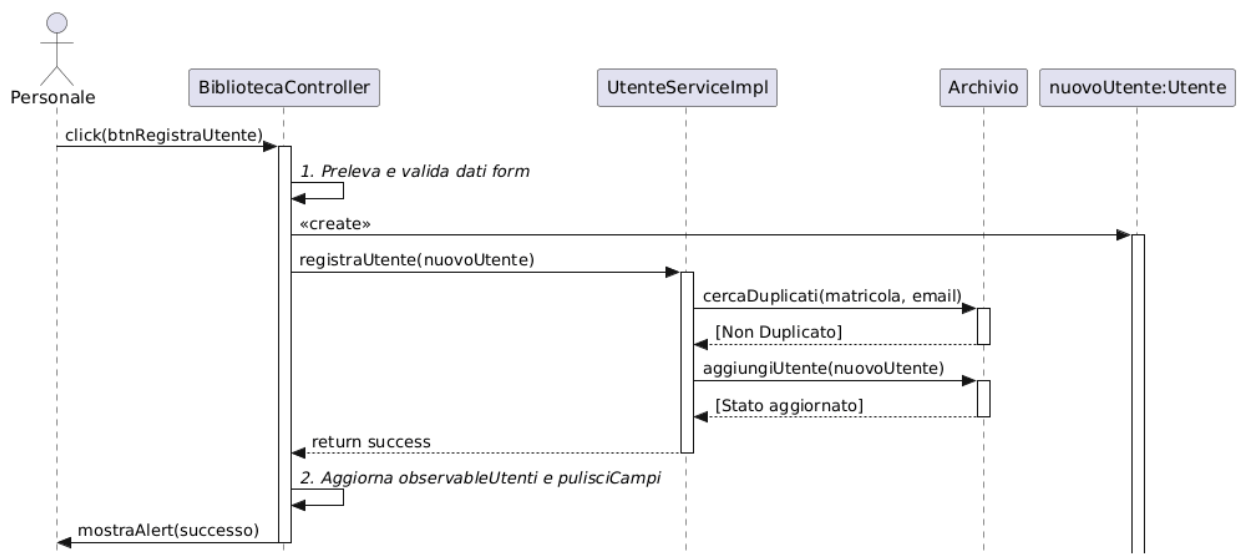 Personale
BibliotecaController
UtenteServiceImpl
Archivio
nuovoUtente:Utente
click(btnRegistraUtente)
1. Preleva e valida dati form
«create»
registraUtente(nuovoUtente)
cercaDuplicati(matricola, email)
[Non Duplicato]
aggiungiUtente(nuovoUtente)
[Stato aggiornato]
return success
2. Aggiorna observableUtenti e pulisciCampi
mostraAlert(successo)